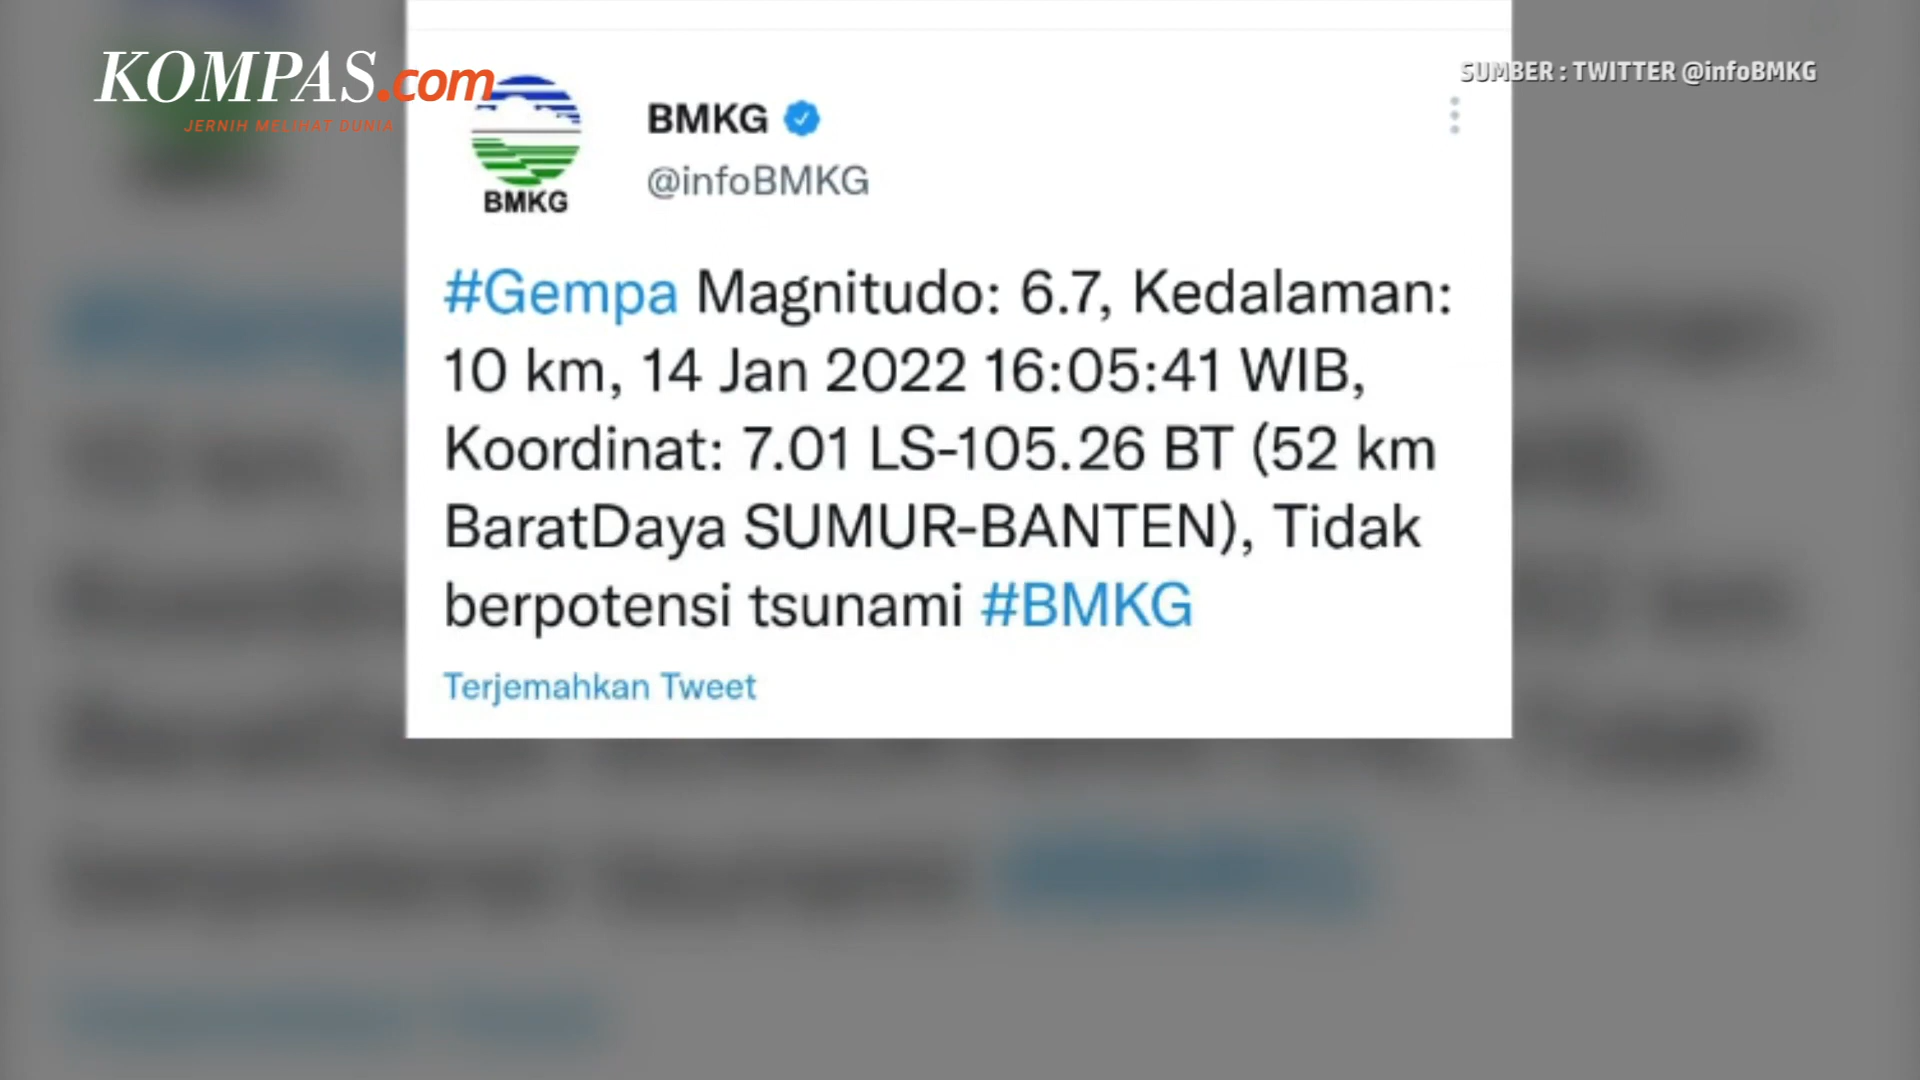 KOMPAS.com
JERNIH MELIHAT DUNIA
SUMBER : TWITTER @infoBMKG
BMKG
BMKG
@infoBMKG
#Gempa Magnitudo: 6.7, Kedalaman:
10 km, 14 Jan 2022 16:05:41 WIB,
Koordinat: 7.01 LS-105.26 BT (52 km
BaratDaya SUMUR-BANTEN), Tidak
berpotensi tsunami #BMKG
Terjemahkan Tweet